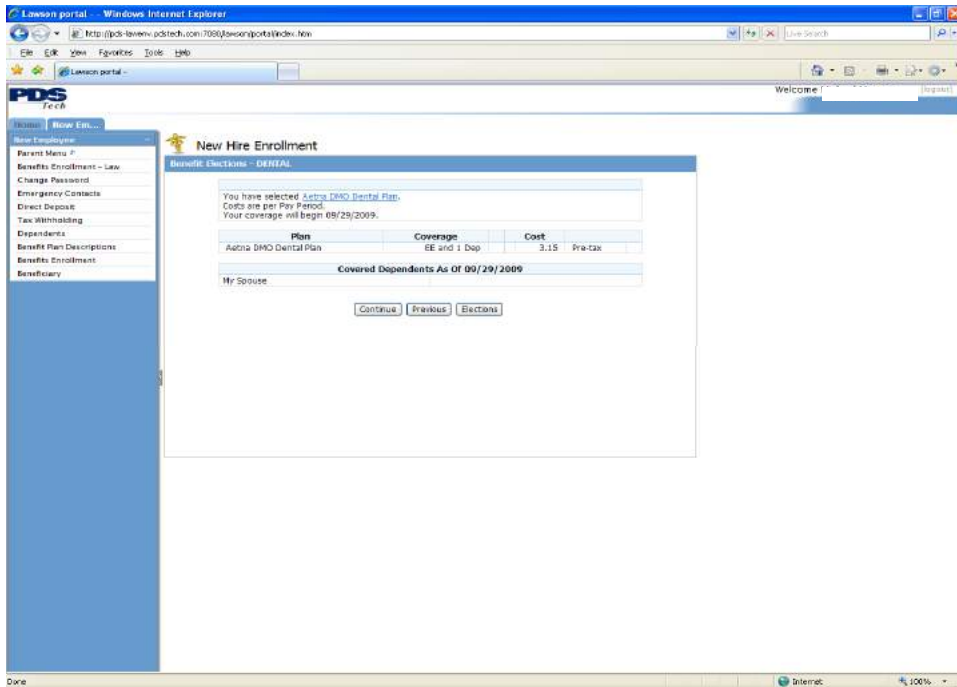 Lawson portal - - Windows Internet Explorer
http://pds-lawenv.pdstech.com:7080/lawson/portal/index.htm
Live Search
File Edit View Favorites Tools Help
Lawson portal -
PDS
Tech
Welcome
[logout]
Home
New Em...
New Employee
Parent Menu
Benefits Enrollment - Law
Change Password
Emergency Contacts
Direct Deposit
Tax Withholding
Dependents
Benefit Plan Descriptions
Benefits Enrollment
Beneficiary
New Hire Enrollment
Benefit Elections - DENTAL
You have selected Aetna DMO Dental Plan.
Costs are per Pay Period.
Your coverage will begin 09/29/2009.
Plan Coverage Cost
Aetna DMO Dental Plan EE and 1 Dep 3.15 Pre-tax
Covered Dependents As Of 09/29/2009
My Spouse
Continue Previous Elections
Done
Internet
100%